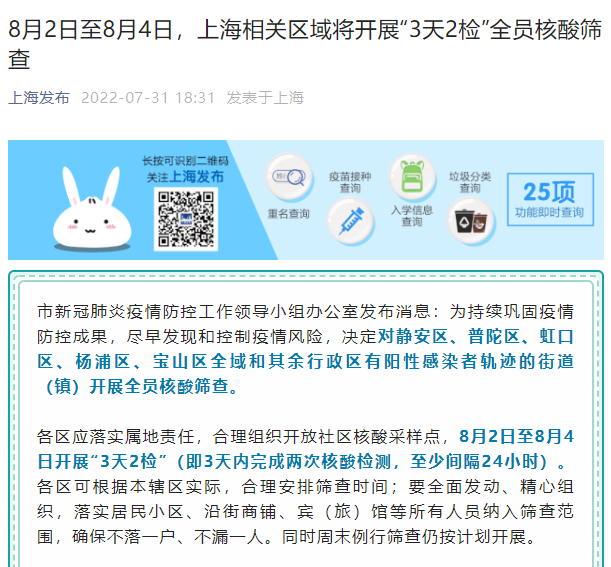 8月2日至8月4日，上海相关区域将开展“3天2检”全员核酸筛
查
上海发布 2022-07-31 18:31 发表于上海
长按可识别二维码
关注上海发布
重名查询
疫苗接种
查询
入学信息
查询
垃圾分类
查询
25项
功能即时查询
市新冠肺炎疫情防控工作领导小组办公室发布消息：为持续巩固疫情
防控成果，尽早发现和控制疫情风险，决定对静安区、普陀区、虹口
区、杨浦区、宝山区全域和其余行政区有阳性感染者轨迹的街道
（镇）开展全员核酸筛查。
各区应落实属地责任，合理组织开放社区核酸采样点，8月2日至8月4
日开展“3天2检”（即3天内完成两次核酸检测，至少间隔24小时）。
各区可根据本辖区实际，合理安排筛查时间；要全面发动、精心组
织，落实居民小区、沿街商铺、宾（旅）馆等所有人员纳入筛查范
围，确保不落一户、不漏一人。同时周末例行筛查仍按计划开展。